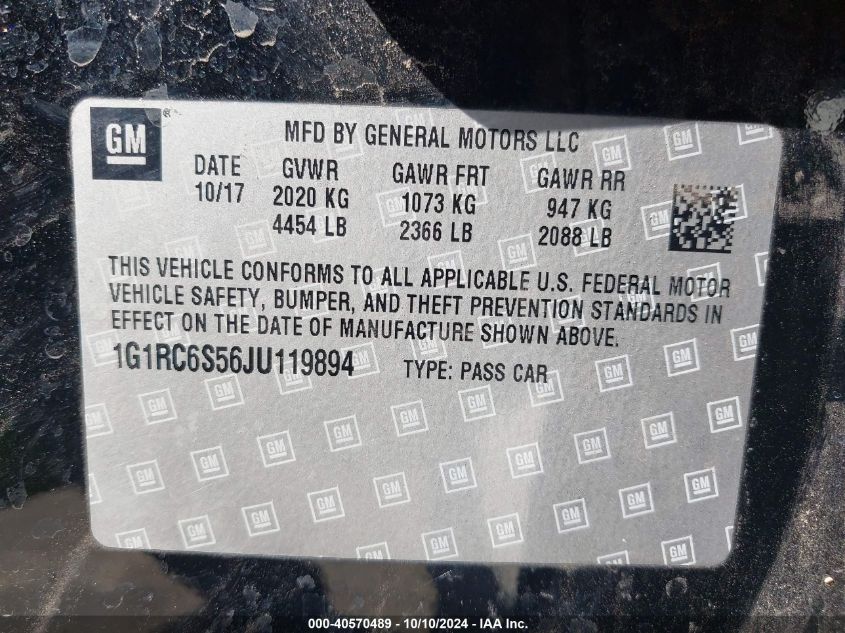 GM
®
MFD BY GENERAL MOTORS LLC
DATE GVWR GAWR FRT GAWR RR
10/17 2020 KG 1073 KG 947 KG
4454 LB 2366 LB 2088 LB
THIS VEHICLE CONFORMS TO ALL APPLICABLE U.S. FEDERAL MOTOR
VEHICLE SAFETY, BUMPER, AND THEFT PREVENTION STANDARDS IN
EFFECT ON THE DATE OF MANUFACTURE SHOWN ABOVE.
1G1RC6S56JU119894 TYPE: PASS CAR
000-40570489 - 10/10/2024 - IAA Inc.